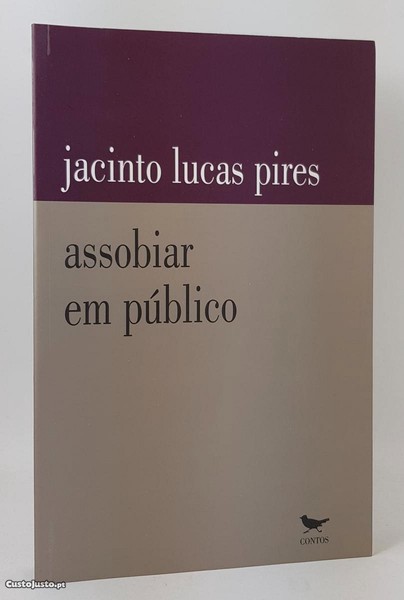 jacinto lucas pires
assobiar
em público
CONTOS
CustoJusto.pt